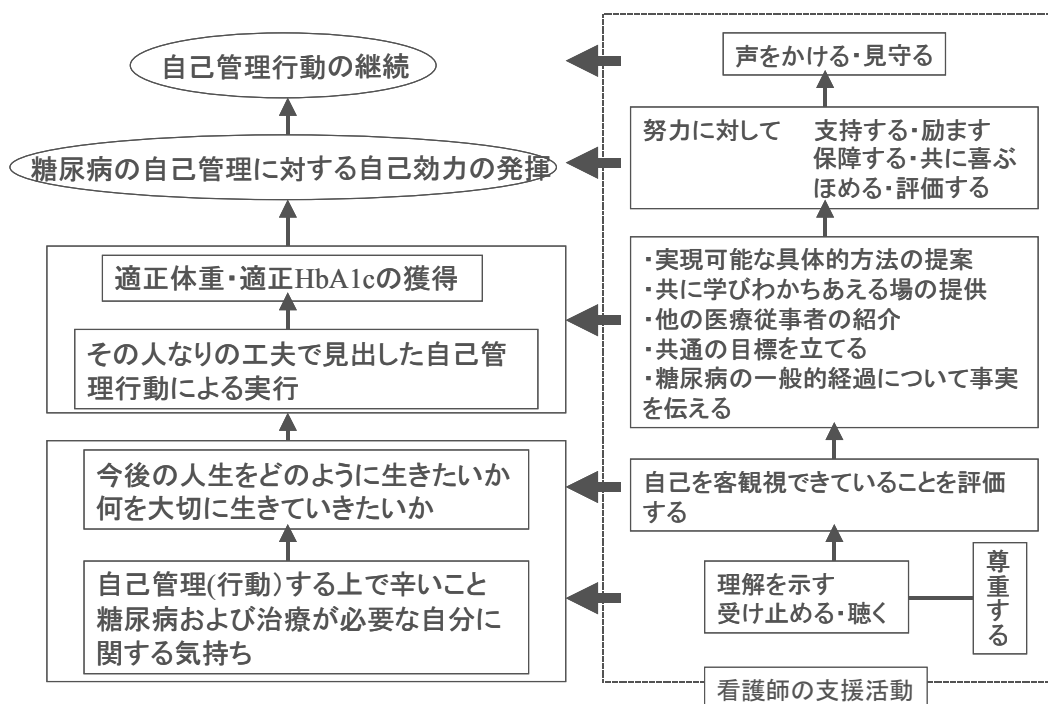 自己管理行動の継続
糖尿病の自己管理に対する自己効力の発揮
適正体重・適正HbA1cの獲得
その人なりの工夫で見出した自己管
理行動による実行
今後の人生をどのように生きたいか
何を大切に生きていきたいか
自己管理(行動)する上で辛いこと
糖尿病および治療が必要な自分に
関する気持ち
声をかける・見守る
努力に対して 支持する・励ます
保障する・共に喜ぶ
ほめる・評価する
・実現可能な具体的方法の提案
・共に学びわかちあえる場の提供
・他の医療従事者の紹介
・共通の目標を立てる
・糖尿病の一般的経過について事実
を伝える
自己を客観視できていることを評価
する
理解を示す
受け止める・聴く
尊重する
看護師の支援活動